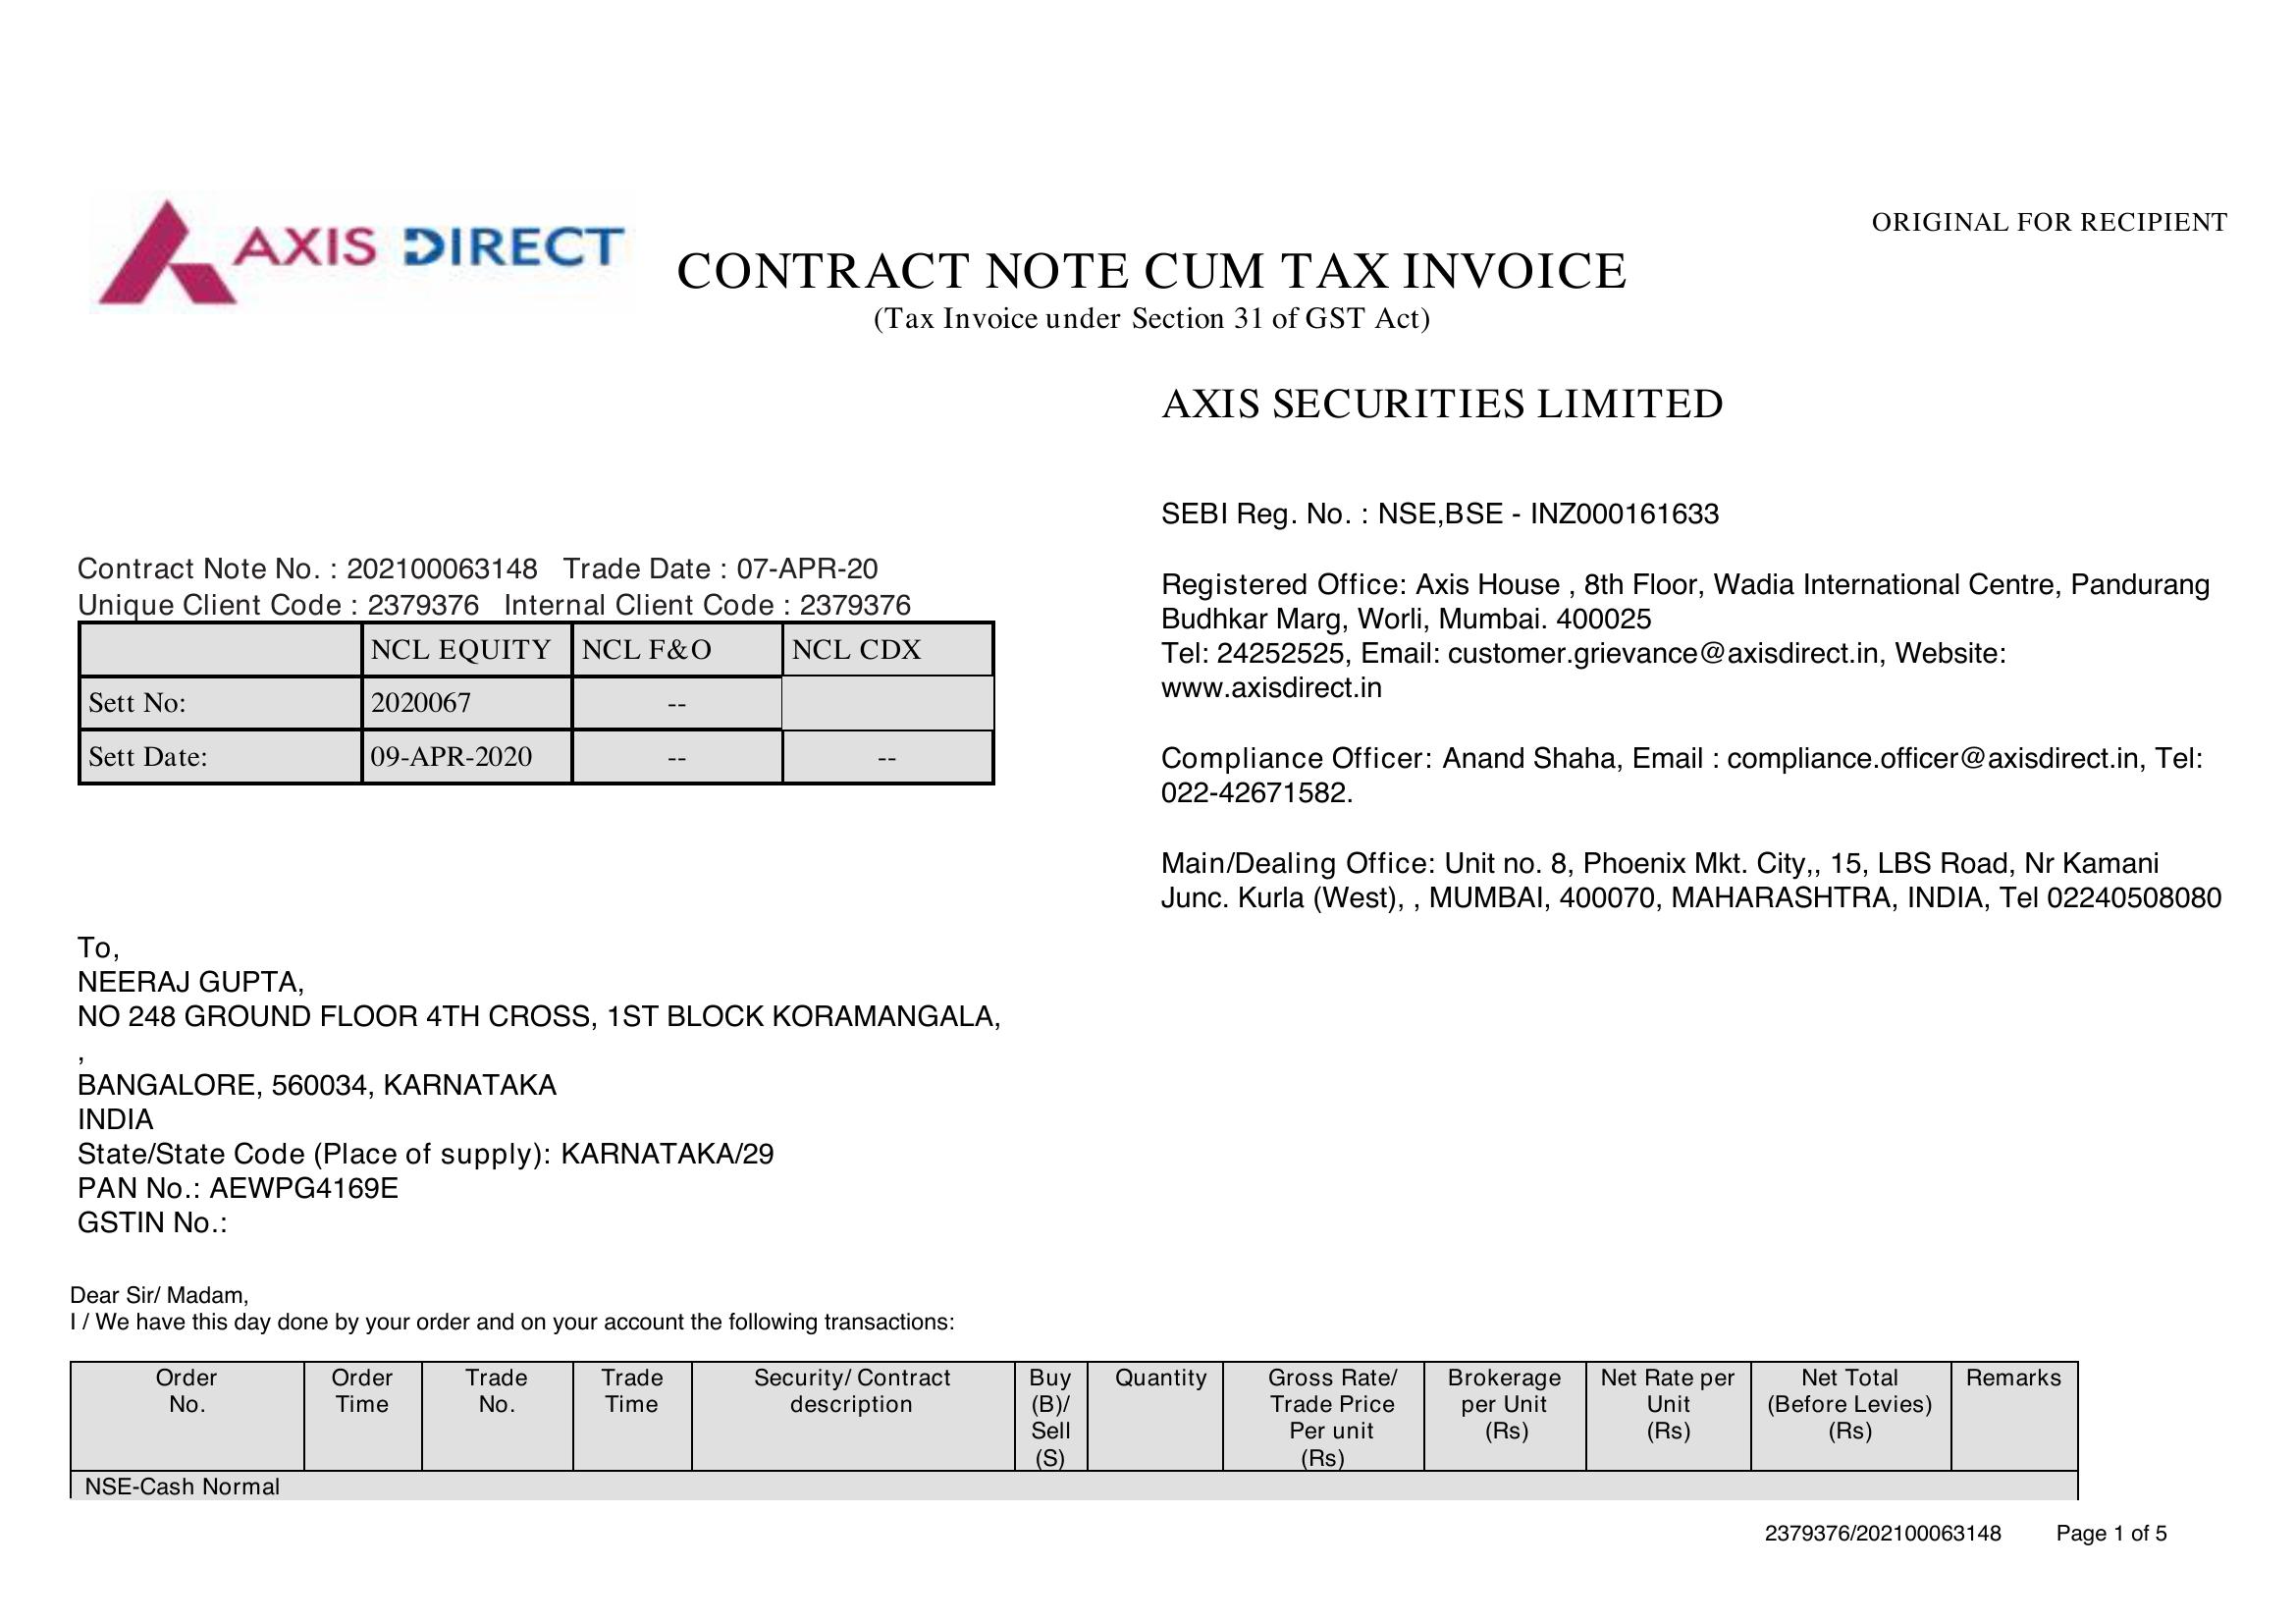 AXIS DIRECT
ORIGINAL FOR RECIPIENT
CONTRACT NOTE CUM TAX INVOICE
(Tax Invoice under Section 31 of GST Act)
AXIS SECURITIES LIMITED
SEBI Reg. No. : NSE,BSE - INZ000161633
Contract Note No. : 202100063148 Trade Date : 07-APR-20
Unique Client Code : 2379376 Internal Client Code : 2379376
NCL EQUITY NCL F&O NCL CDX
Sett No: 2020067 --
Sett Date: 09-APR-2020 -- --
Registered Office: Axis House , 8th Floor, Wadia International Centre, Pandurang
Budhkar Marg, Worli, Mumbai. 400025
Tel: 24252525, Email: customer.grievance@axisdirect.in, Website:
www.axisdirect.in
Compliance Officer: Anand Shaha, Email : compliance.officer@axisdirect.in, Tel:
022-42671582.
Main/Dealing Office: Unit no. 8, Phoenix Mkt. City,, 15, LBS Road, Nr Kamani
Junc. Kurla (West), , MUMBAI, 400070, MAHARASHTRA, INDIA, Tel 02240508080
To,
NEERAJ GUPTA,
NO 248 GROUND FLOOR 4TH CROSS, 1ST BLOCK KORAMANGALA,
,
BANGALORE, 560034, KARNATAKA
INDIA
State/State Code (Place of supply): KARNATAKA/29
PAN No.: AEWPG4169E
GSTIN No.:
Dear Sir/ Madam,
I / We have this day done by your order and on your account the following transactions:
Order Order Trade Trade Security/ Contract Buy Quantity Gross Rate/ Brokerage Net Rate per Net Total Remarks
No. Time No. Time description (B)/ Trade Price per Unit Unit (Before Levies)
Sell Per unit (Rs) (Rs) (Rs)
(S) (Rs)
NSE-Cash Normal
2379376/202100063148 Page 1 of 5